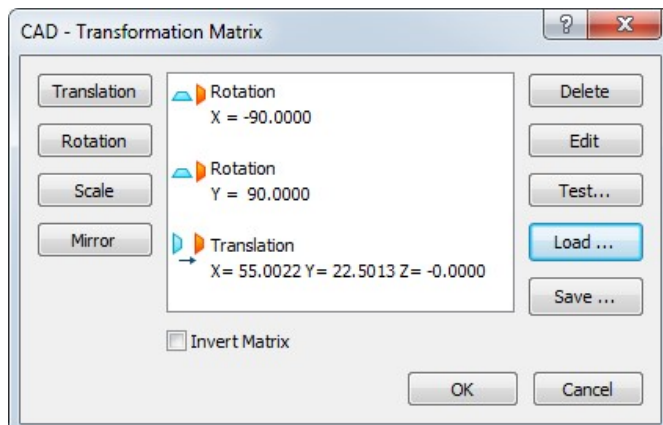 CAD - Transformation Matrix
?
Translation
Rotation
Scale
Mirror
Rotation
X = -90.0000
Rotation
Y = 90.0000
Translation
X= 55.0022 Y= 22.5013 Z= -0.0000
Delete
Edit
Test...
Load ...
Save ...
Invert Matrix
OK
Cancel